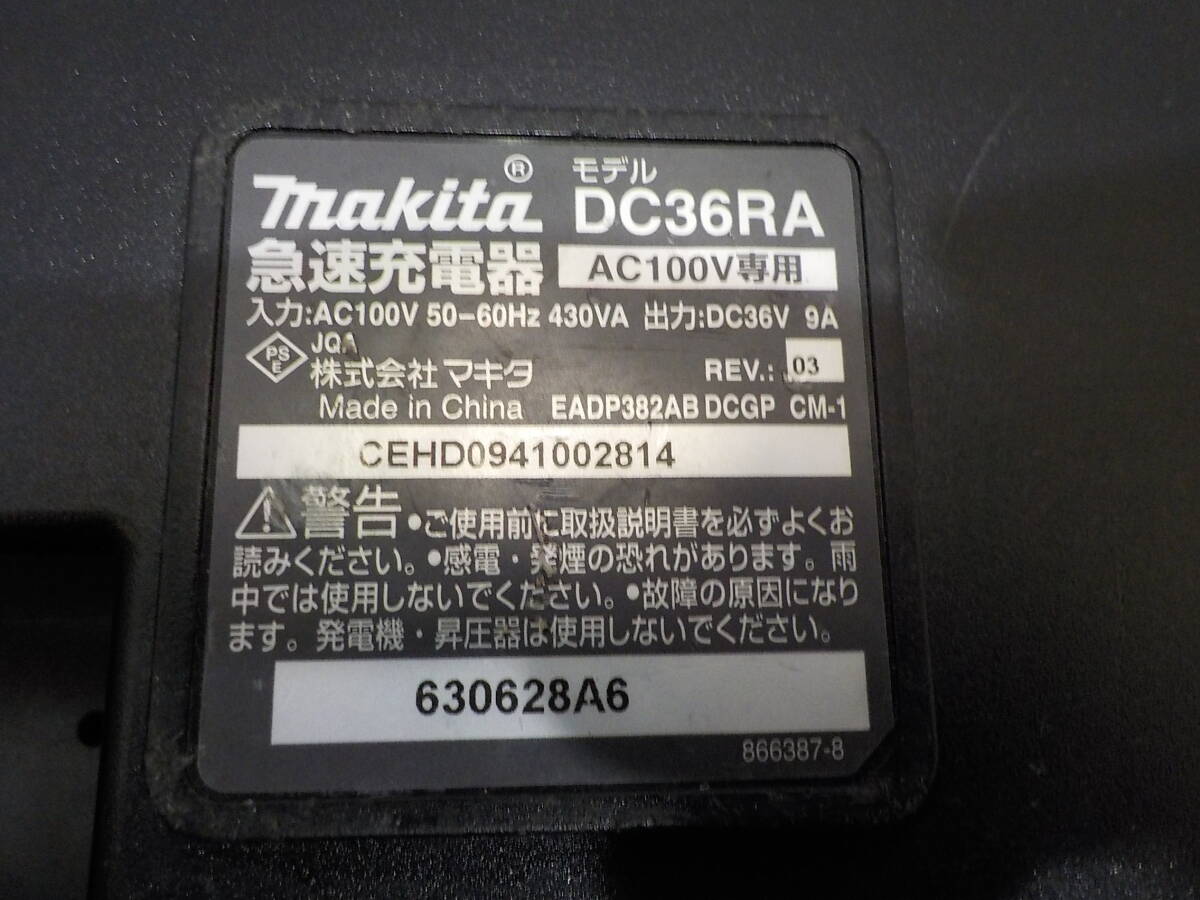 makita® モデル DC36RA
急速充電器 AC100V専用
入力:AC100V 50-60Hz 430VA 出力:DC36V 9A
PSE JQA
株式会社 マキタ REV.: 03
Made in China EADP382AB DCGP CM-1
CEHD0941002814
警告 •ご使用前に取扱説明書を必ずよくお
読みください。•感電・発煙の恐れがあります。雨
中では使用しないでください。•故障の原因になり
ます。発電機・昇圧器は使用しないでください。
630628A6
866387-8